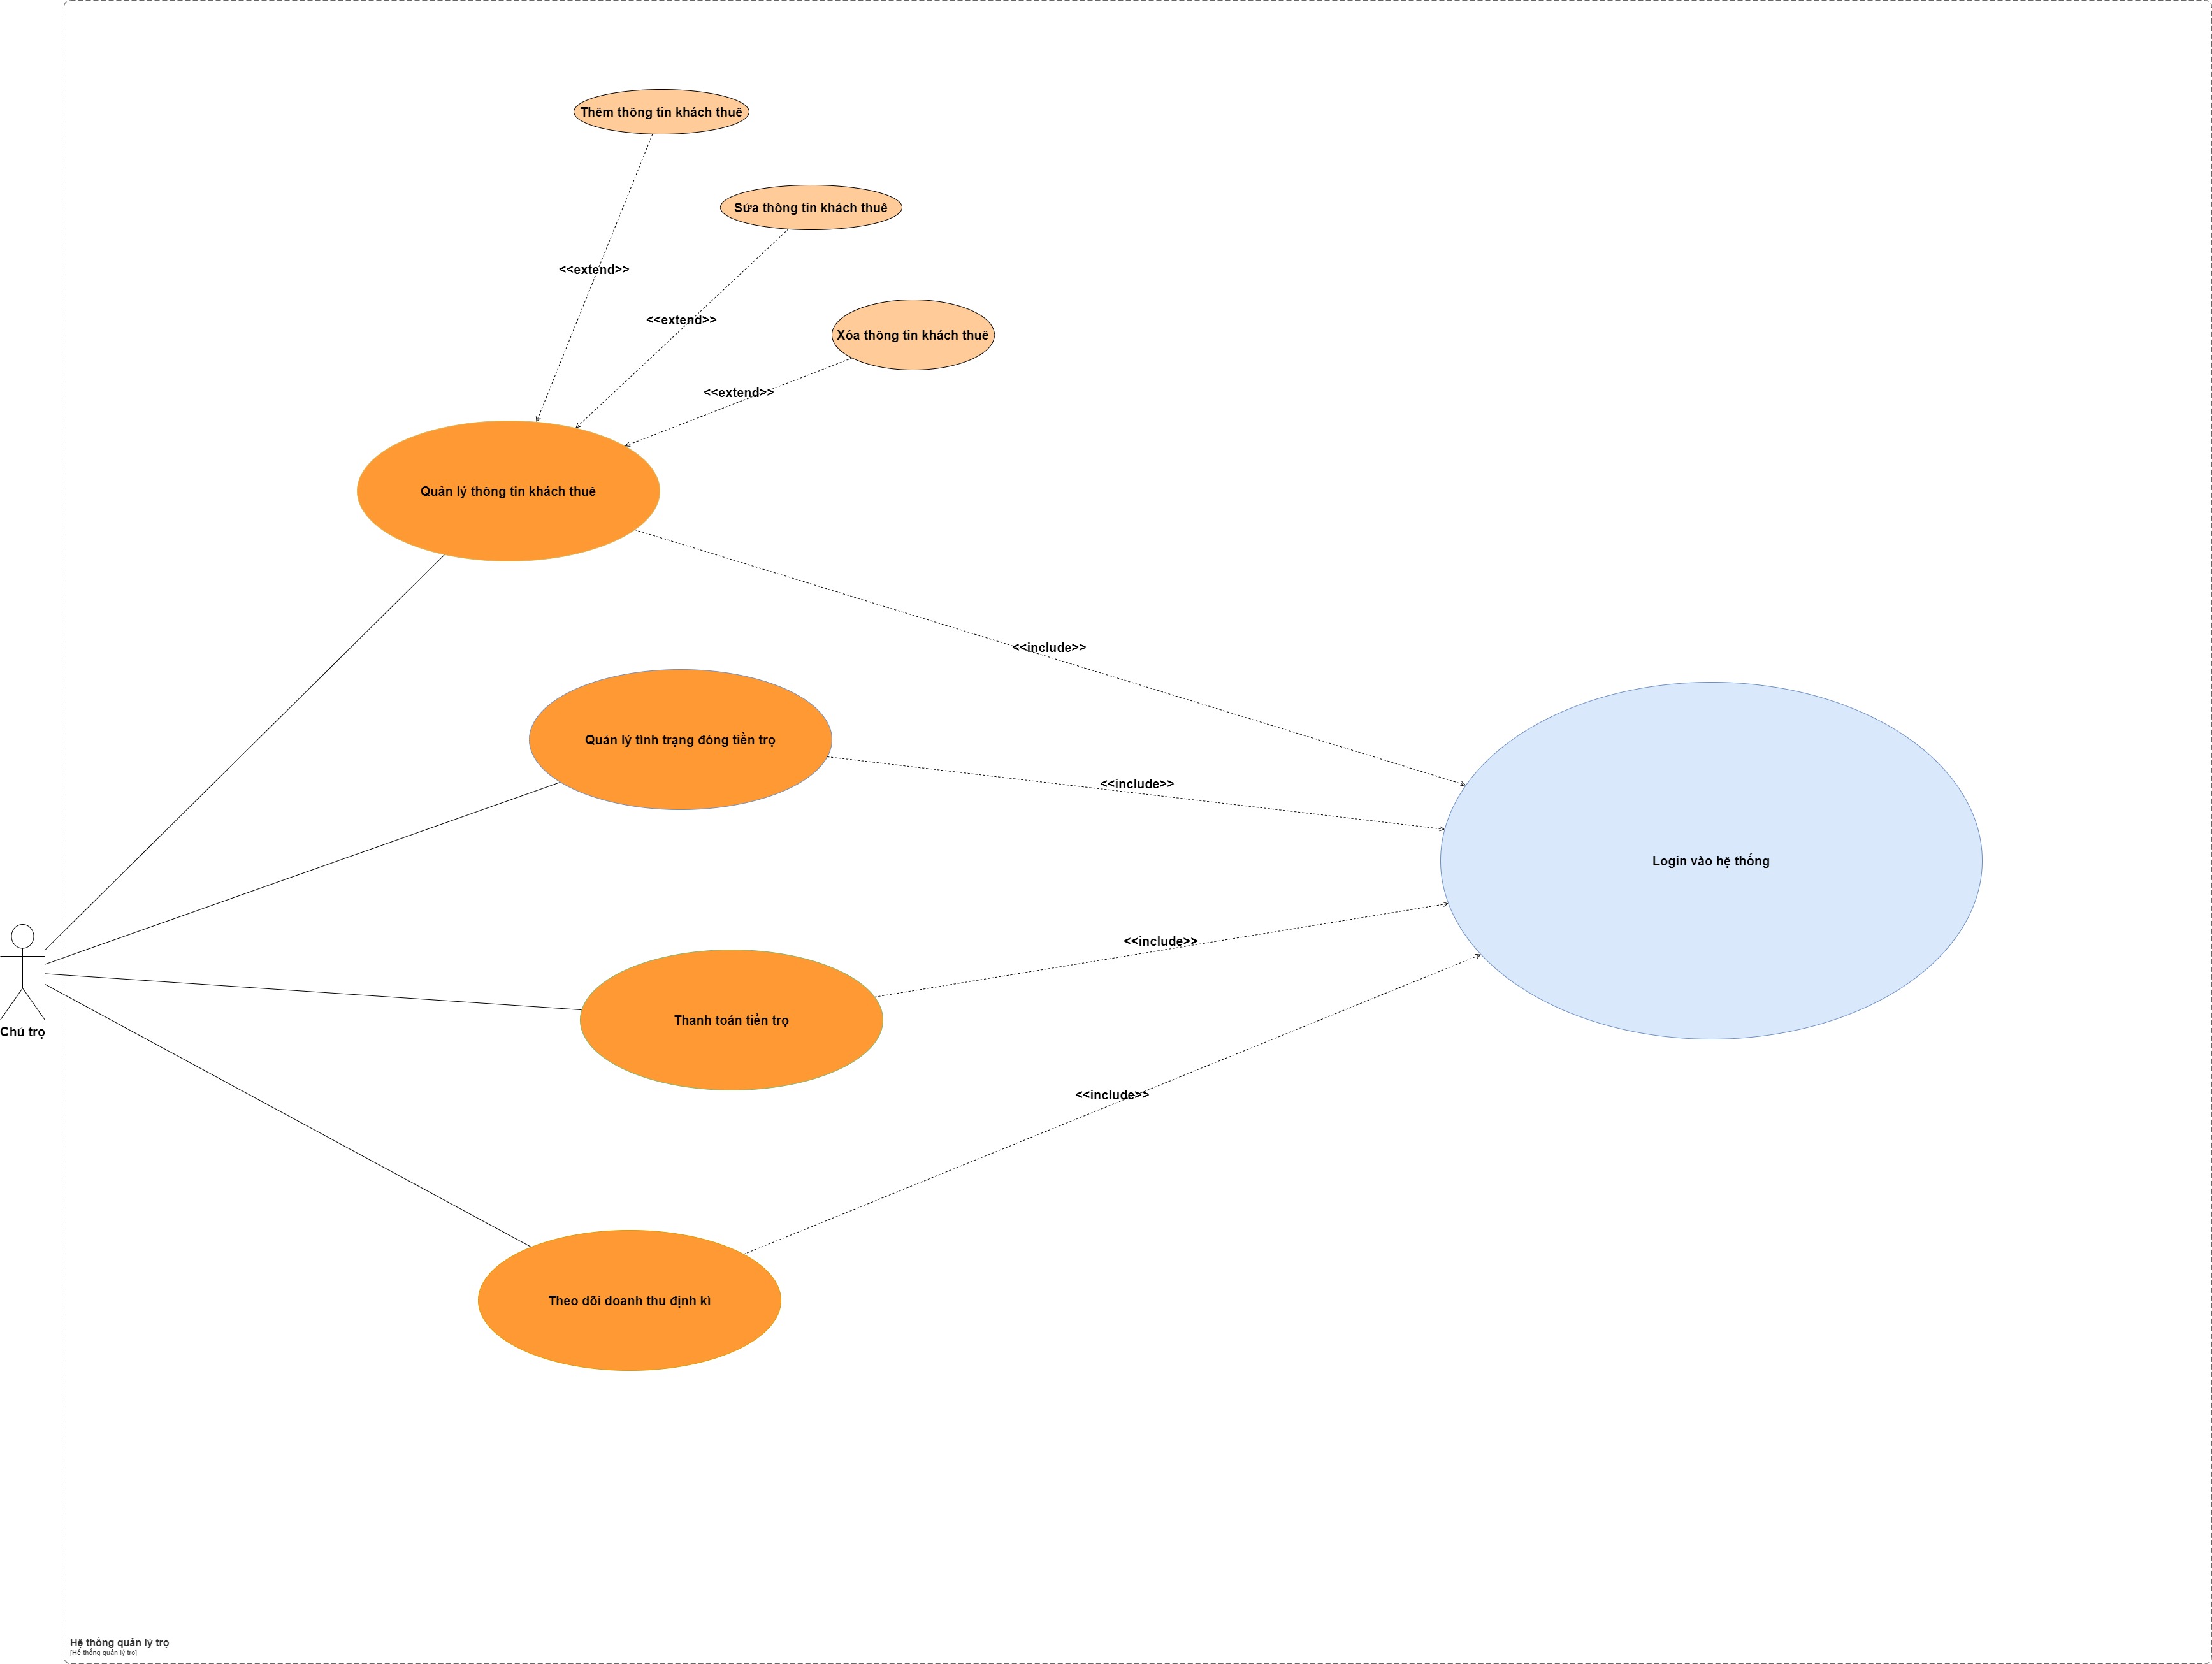 Thêm thông tin khách thuê
Sửa thông tin khách thuê
<<extend>>
<<extend>>
Xóa thông tin khách thuê
<<extend>>
Quản lý thông tin khách thuê
<<include>>
Quản lý tình trạng đóng tiền trọ
<<include>>
Login vào hệ thống
<<include>>
Thanh toán tiền trọ
Chủ trọ
<<include>>
Theo dõi doanh thu định kì
Hệ thống quản lý trọ
[Hệ thống quản lý trọ]